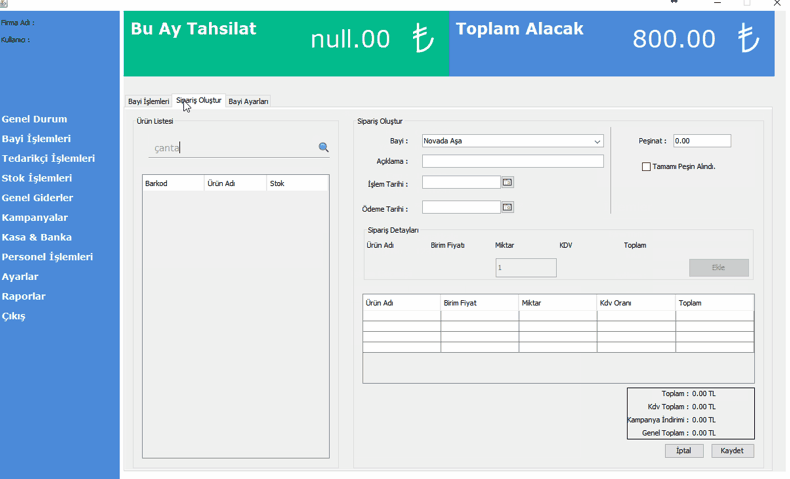 Firma Adı :
Kullanıcı :
Bu Ay Tahsilat
null.00 ₺
Toplam Alacak
800.00 ₺
Genel Durum
Bayi İşlemleri
Tedarikçi İşlemleri
Stok İşlemleri
Genel Giderler
Kampanyalar
Kasa & Banka
Personel İşlemleri
Ayarlar
Raporlar
Çıkış
Bayi İşlemleri Sipariş Oluştur Bayi Ayarları
Ürün Listesi
çanta
Barkod Ürün Adı Stok
Sipariş Oluştur
Bayi : Novada Aşa
Açıklama :
İşlem Tarihi :
Ödeme Tarihi :
Peşinat : 0.00
Tamamı Peşin Alındı.
Sipariş Detayları
Ürün Adı Birim Fiyatı Miktar KDV Toplam
1 Ekle
Ürün Adı Birim Fiyat Miktar Kdv Oranı Toplam
Toplam : 0.00 TL
Kdv Toplam : 0.00 TL
Kampanya İndirimi : 0.00 TL
Genel Toplam : 0.00 TL
İptal Kaydet